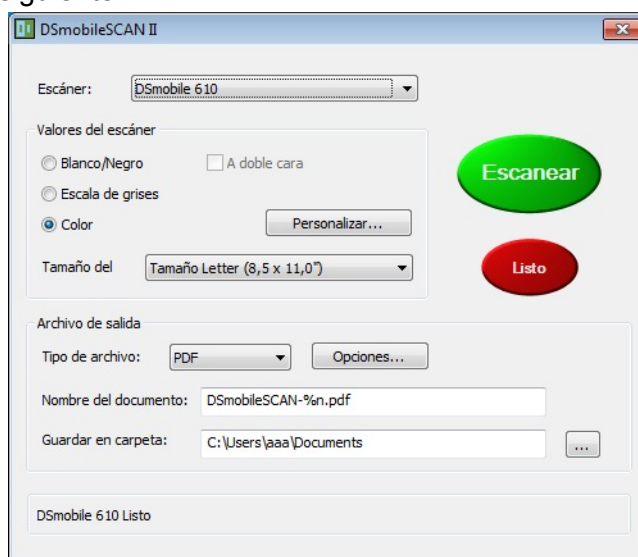 DSmobileSCAN II
Escáner: DSmobile 610
Valores del escáner
Blanco/Negro A doble cara
Escala de grises
Color Personalizar...
Tamaño del Tamaño Letter (8,5 x 11,0")
Escanear
Listo
Archivo de salida
Tipo de archivo: PDF Opciones...
Nombre del documento: DSmobileSCAN-%n.pdf
Guardar en carpeta: C:\Users\aaa\Documents ...
DSmobile 610 Listo